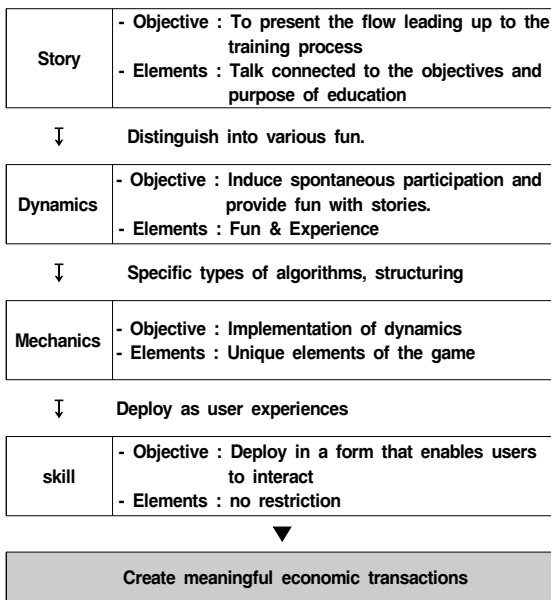 Story
- Objective : To present the flow leading up to the
training process
- Elements : Talk connected to the objectives and
purpose of education
↧ Distinguish into various fun.
Dynamics
- Objective : Induce spontaneous participation and
provide fun with stories.
- Elements : Fun & Experience
↧ Specific types of algorithms, structuring
Mechanics
- Objective : Implementation of dynamics
- Elements : Unique elements of the game
↧ Deploy as user experiences
skill
- Objective : Deploy in a form that enables users
to interact
- Elements : no restriction
▼
Create meaningful economic transactions